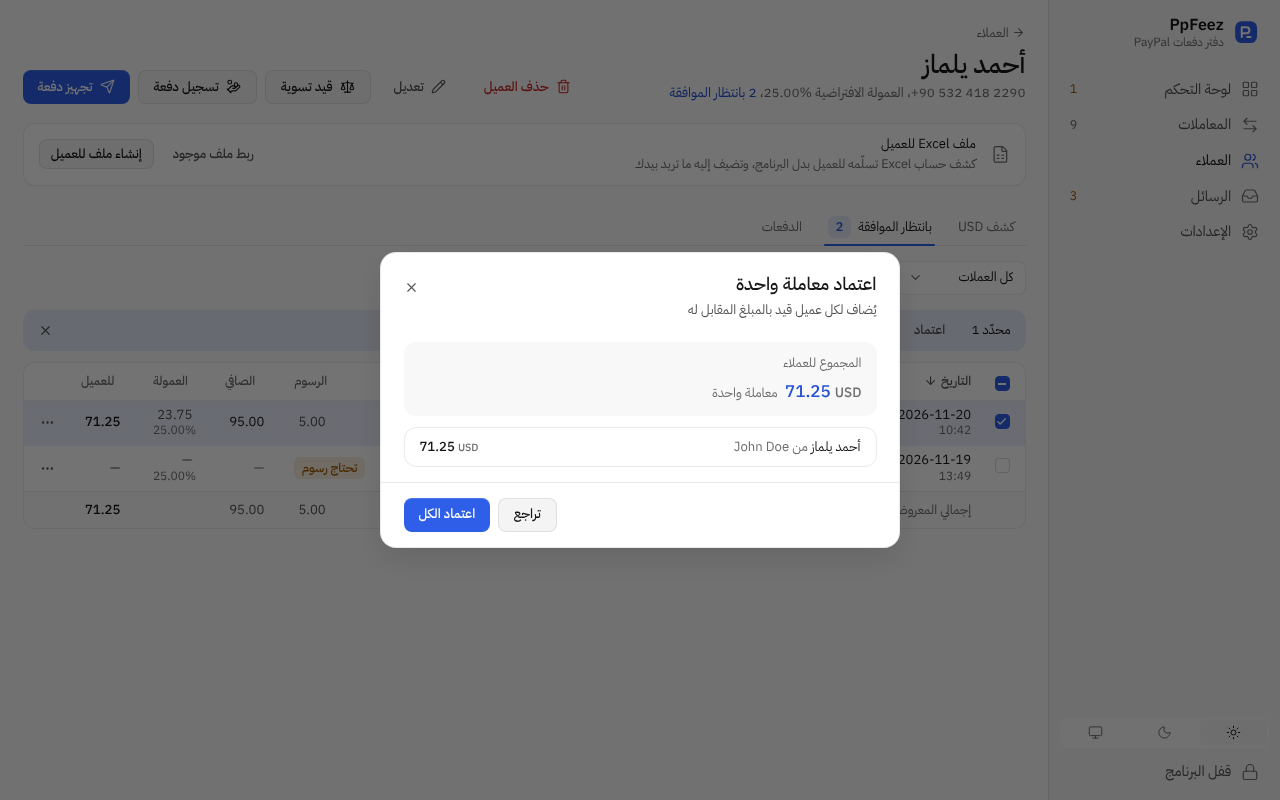 PpFeez
دفتر دفعات PayPal
لوحة التحكم 1
المعاملات 9
العملاء
الرسائل 3
الإعدادات
قفل البرنامج
العملاء
أحمد يلماز
+90 532 418 2290، العمولة الافتراضية 25.00%، 2 بانتظار الموافقة
حذف العميل
تعديل
قيد تسوية
تسجيل دفعة
تجهيز دفعة
ملف Excel للعميل
كشف حساب Excel تسلّمه للعميل بدل البرنامج، وتضيف إليه ما تريد بيدك
ربط ملف موجود
إنشاء ملف للعميل
كشف USD
بانتظار الموافقة 2
الدفعات
كل العملات
محدّد 1
اعتماد
التاريخ الرسوم الصافي العمولة للعميل
2026-11-20 5.00 95.00 23.75 71.25
10:42 25.00%
2026-11-19 تحتاج رسوم — — —
13:49 25.00%
إجمالي المعروض 5.00 95.00 71.25
اعتماد معاملة واحدة
يُضاف لكل عميل قيد بالمبلغ المقابل له
المجموع للعملاء
USD 71.25 معاملة واحدة
أحمد يلماز من John Doe 71.25 USD
تراجع
اعتماد الكل